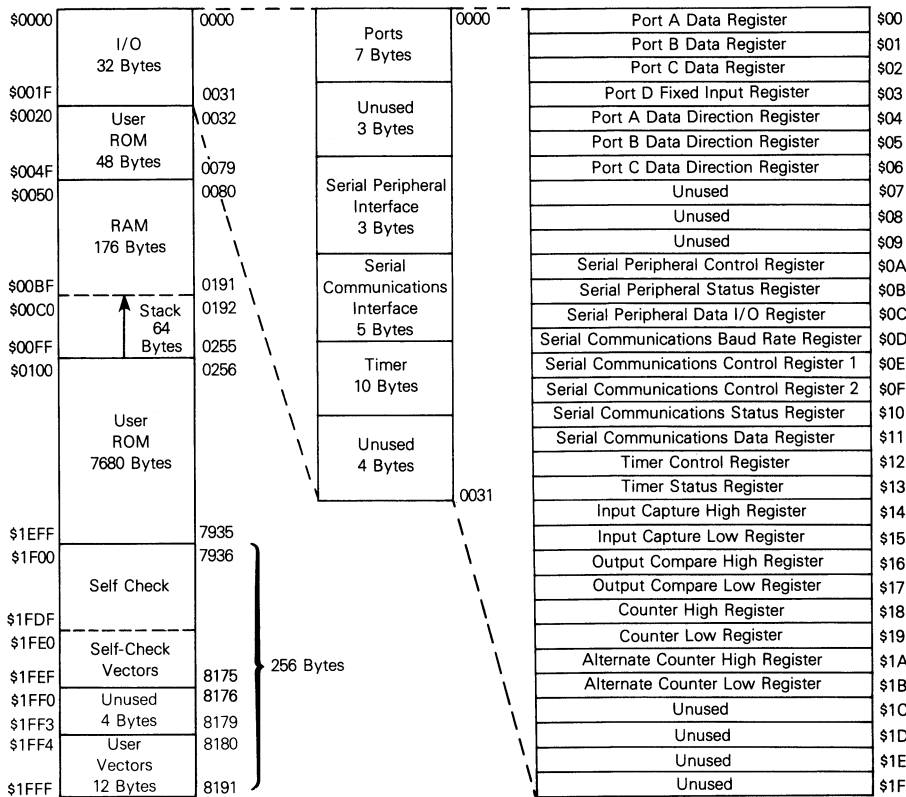 $0000
I/O
32 Bytes
0000
$001F
0031
$0020
User
ROM
48 Bytes
0032
$004F
0079
$0050
RAM
176 Bytes
0080
$00BF
0191
$00C0
Stack
64
Bytes
0192
$00FF
0255
$0100
User
ROM
7680 Bytes
0256
$1EFF
7935
$1F00
7936
Self Check
$1FDF
$1FE0
Self-Check
Vectors
$1FEF
8175
$1FF0
Unused
4 Bytes
8176
$1FF3
8179
$1FF4
User
Vectors
12 Bytes
8180
$1FFF
8191
256 Bytes
0000
Ports
7 Bytes
Unused
3 Bytes
Serial Peripheral
Interface
3 Bytes
Serial
Communications
Interface
5 Bytes
Timer
10 Bytes
Unused
4 Bytes
0031
Port A Data Register $00
Port B Data Register $01
Port C Data Register $02
Port D Fixed Input Register $03
Port A Data Direction Register $04
Port B Data Direction Register $05
Port C Data Direction Register $06
Unused $07
Unused $08
Unused $09
Serial Peripheral Control Register $0A
Serial Peripheral Status Register $0B
Serial Peripheral Data I/O Register $0C
Serial Communications Baud Rate Register $0D
Serial Communications Control Register 1 $0E
Serial Communications Control Register 2 $0F
Serial Communications Status Register $10
Serial Communications Data Register $11
Timer Control Register $12
Timer Status Register $13
Input Capture High Register $14
Input Capture Low Register $15
Output Compare High Register $16
Output Compare Low Register $17
Counter High Register $18
Counter Low Register $19
Alternate Counter High Register $1A
Alternate Counter Low Register $1B
Unused $1C
Unused $1D
Unused $1E
Unused $1F